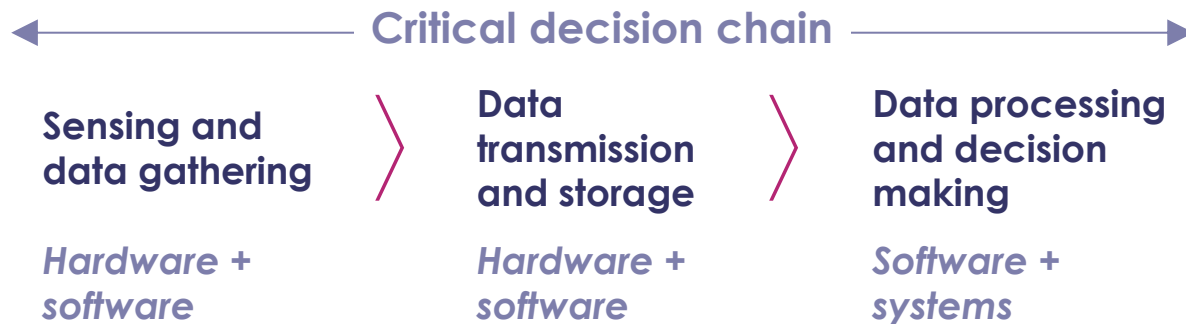 Critical decision chain
Sensing and
data gathering
Data
transmission
and storage
Data processing
and decision
making
Hardware +
software
Hardware +
software
Software +
systems